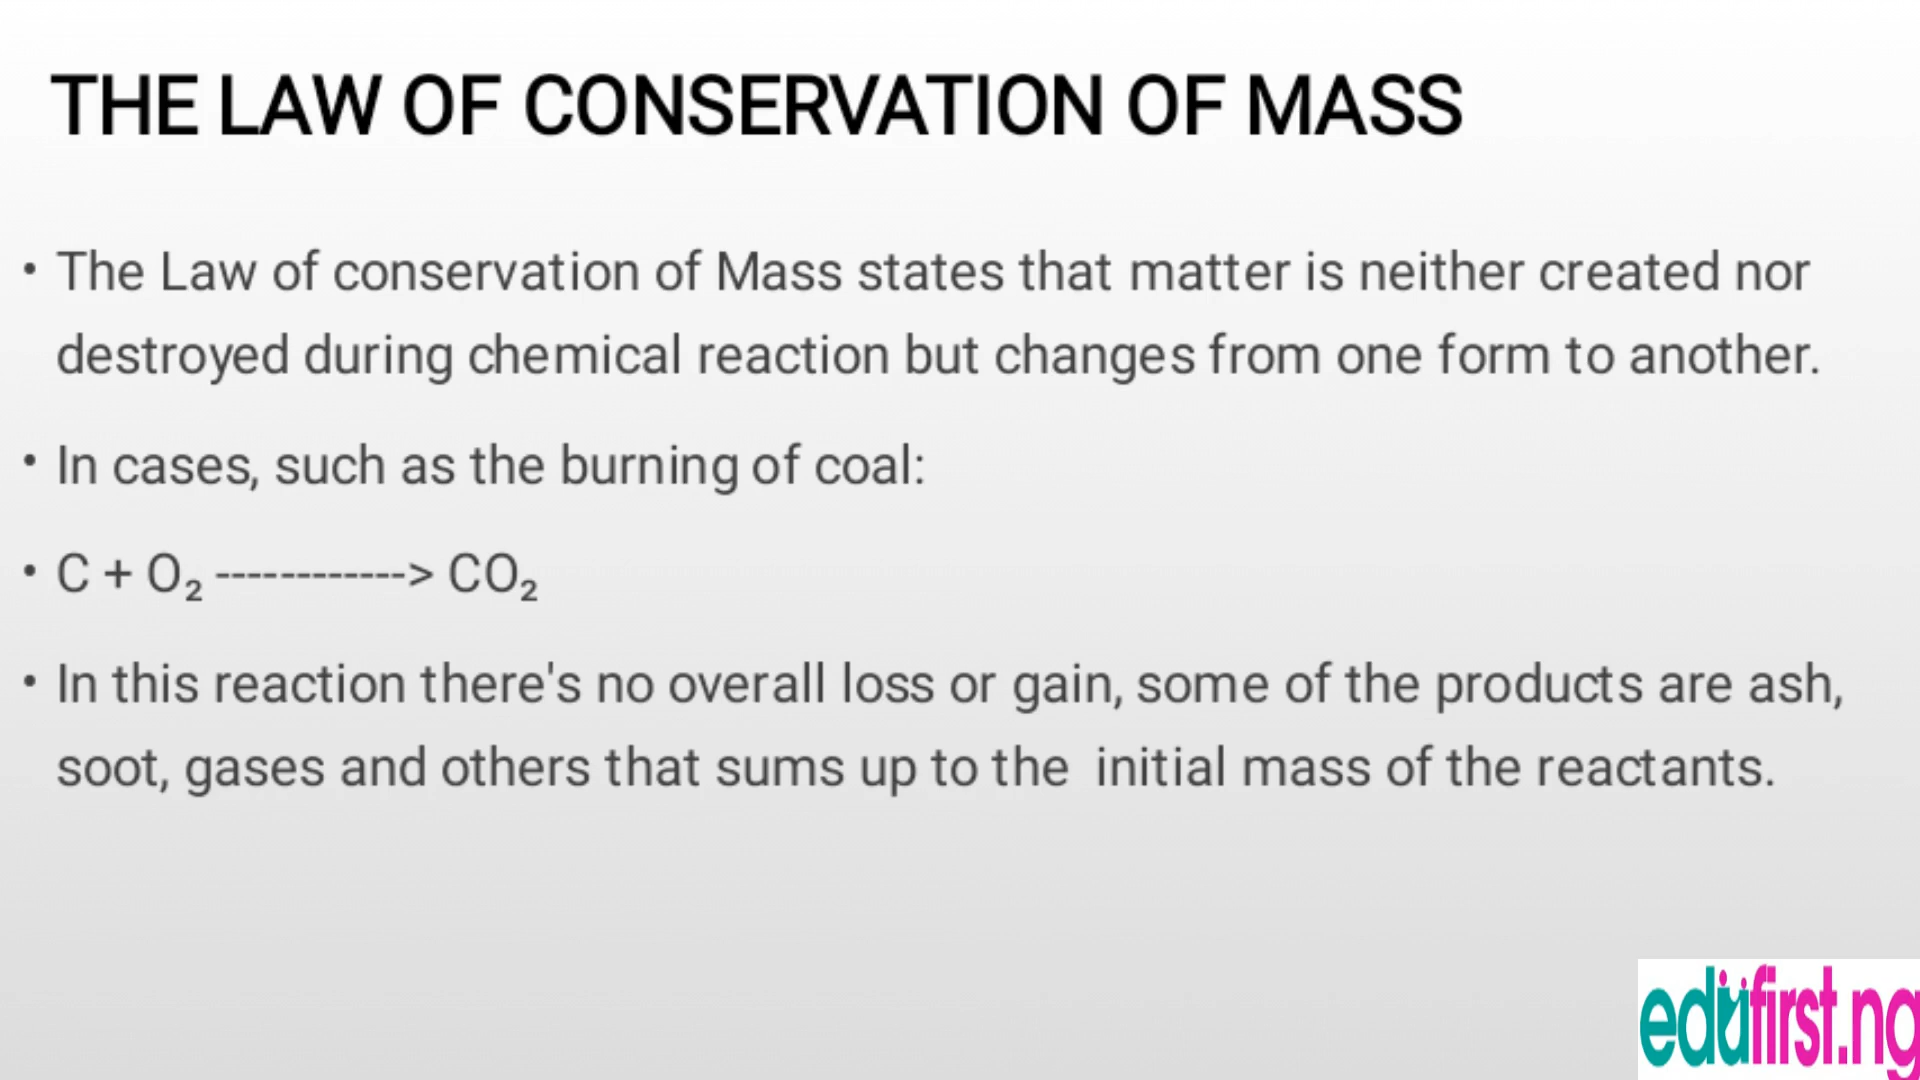 THE LAW OF CONSERVATION OF MASS
• The Law of conservation of Mass states that matter is neither created nor
destroyed during chemical reaction but changes from one form to another.
• In cases, such as the burning of coal:
• C + O₂ ------------> CO₂
• In this reaction there's no overall loss or gain, some of the products are ash,
soot, gases and others that sums up to the  initial mass of the reactants.
edufirst.ng